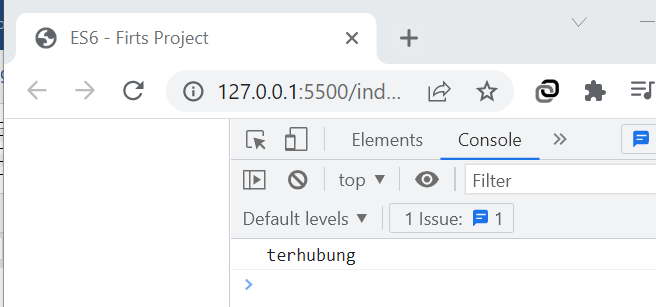 ES6 - Firts Project
127.0.0.1:5500/ind...
Elements Console
top Filter
Default levels 1 Issue: 1
terhubung